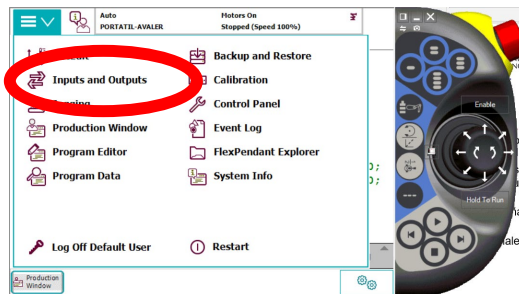 Auto
PORTATIL-AVALER
Motors On
Stopped (Speed 100%)
Inputs and Outputs
Production Window
Program Editor
Program Data
Backup and Restore
Calibration
Control Panel
Event Log
FlexPendant Explorer
System Info
Log Off Default User
Restart
Production
Window
Enable
Hold To Run